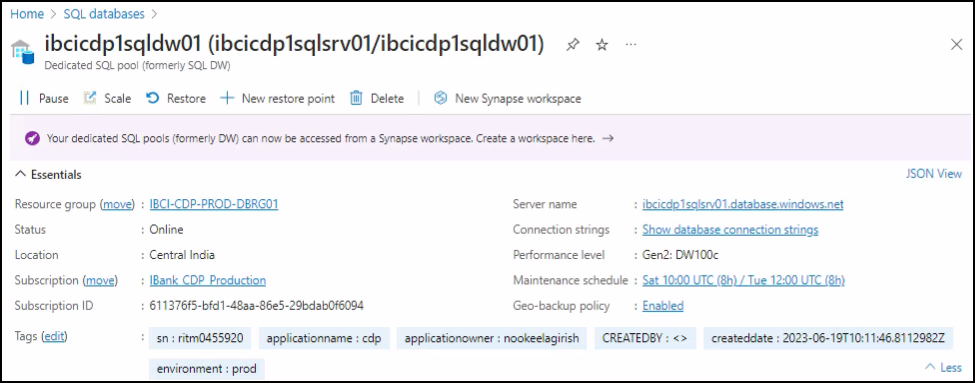 Home > SQL databases >
ibcicdp1sqldw01 (ibcicdp1sqlsrv01/ibcicdp1sqldw01)
Dedicated SQL pool (formerly SQL DW)
Pause Scale Restore New restore point Delete New Synapse workspace
Your dedicated SQL pools (formerly DW) can now be accessed from a Synapse workspace. Create a workspace here. →
Essentials JSON View
Resource group (move) : IBCI-CDP-PROD-DBRG01 Server name : ibcicdp1sqlsrv01.database.windows.net
Status : Online Connection strings : Show database connection strings
Location : Central India Performance level : Gen2: DW100c
Subscription (move) : IBank CDP Production Maintenance schedule : Sat 10:00 UTC (8h) / Tue 12:00 UTC (8h)
Subscription ID : 611376f5-bfd1-48aa-86e5-29bdab0f6094 Geo-backup policy : Enabled
Tags (edit) : sn : ritm0455920 applicationname : cdp applicationowner : nookeelagirish CREATEDBY : <> createddate : 2023-06-19T10:11:46.8112982Z
environment : prod Less